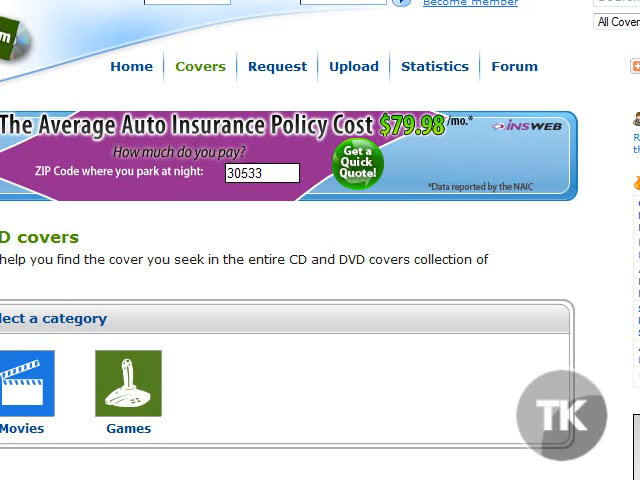 Become member
m
All Cover
Home
Covers
Request
Upload
Statistics
Forum
The Average Auto Insurance Policy Cost $79.98/mo.*
INSWEB
How much do you pay?
ZIP Code where you park at night:
30533
Get a
Quick
Quote!
*Data reported by the NAIC
D covers
help you find the cover you seek in the entire CD and DVD covers collection of
lect a category
Movies
Games
TK